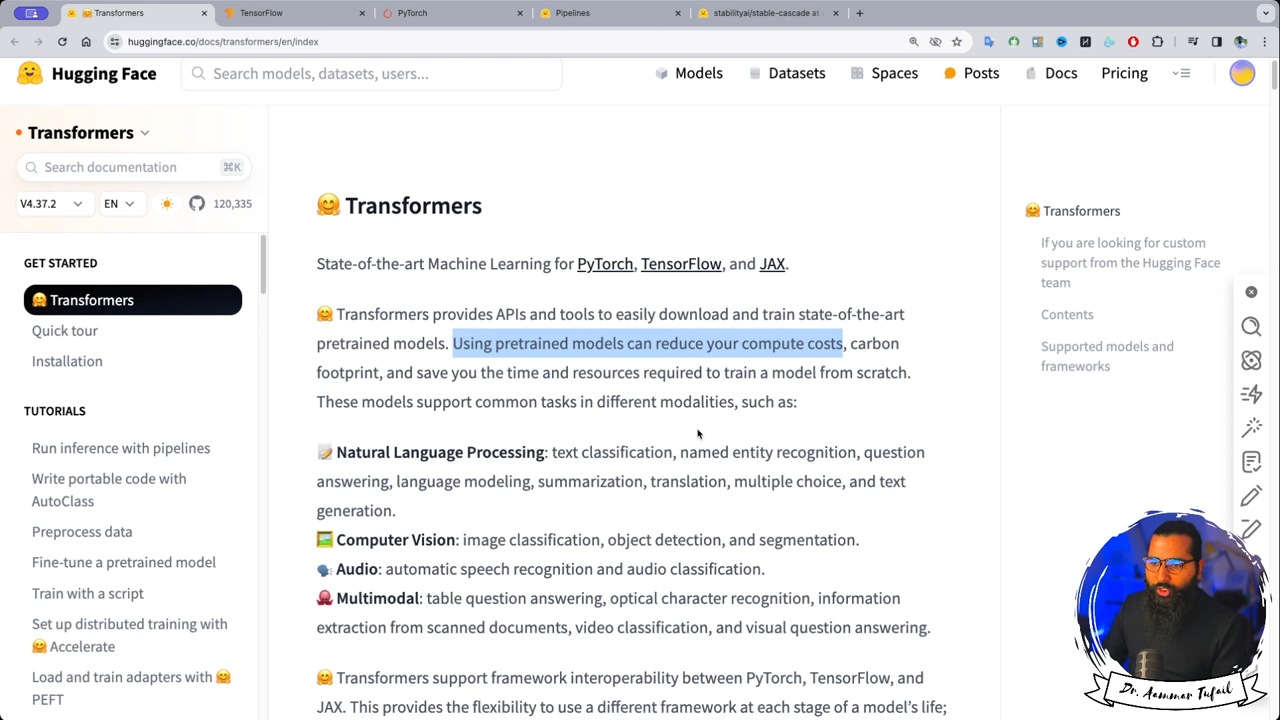 Transformers
TensorFlow
PyTorch
Pipelines
stabilityai/stable-cascade at
huggingface.co/docs/transformers/en/index
Hugging Face
Search models, datasets, users...
Models
Datasets
Spaces
Posts
Docs
Pricing
Transformers
Search documentation
⌘K
V4.37.2
EN
120,335
GET STARTED
🤗 Transformers
Quick tour
Installation
TUTORIALS
Run inference with pipelines
Write portable code with
AutoClass
Preprocess data
Fine-tune a pretrained model
Train with a script
Set up distributed training with
🤗 Accelerate
Load and train adapters with 🤗
PEFT
🤗 Transformers
State-of-the-art Machine Learning for PyTorch, TensorFlow, and JAX.
🤗 Transformers provides APIs and tools to easily download and train state-of-the-art
pretrained models. Using pretrained models can reduce your compute costs, carbon
footprint, and save you the time and resources required to train a model from scratch.
These models support common tasks in different modalities, such as:
📝 Natural Language Processing: text classification, named entity recognition, question
answering, language modeling, summarization, translation, multiple choice, and text
generation.
🖼️ Computer Vision: image classification, object detection, and segmentation.
🗣️ Audio: automatic speech recognition and audio classification.
🐙 Multimodal: table question answering, optical character recognition, information
extraction from scanned documents, video classification, and visual question answering.
🤗 Transformers support framework interoperability between PyTorch, TensorFlow, and
JAX. This provides the flexibility to use a different framework at each stage of a model's life;
🤗 Transformers
If you are looking for custom
support from the Hugging Face
team
Contents
Supported models and
frameworks
Dr. Aammar Tufail